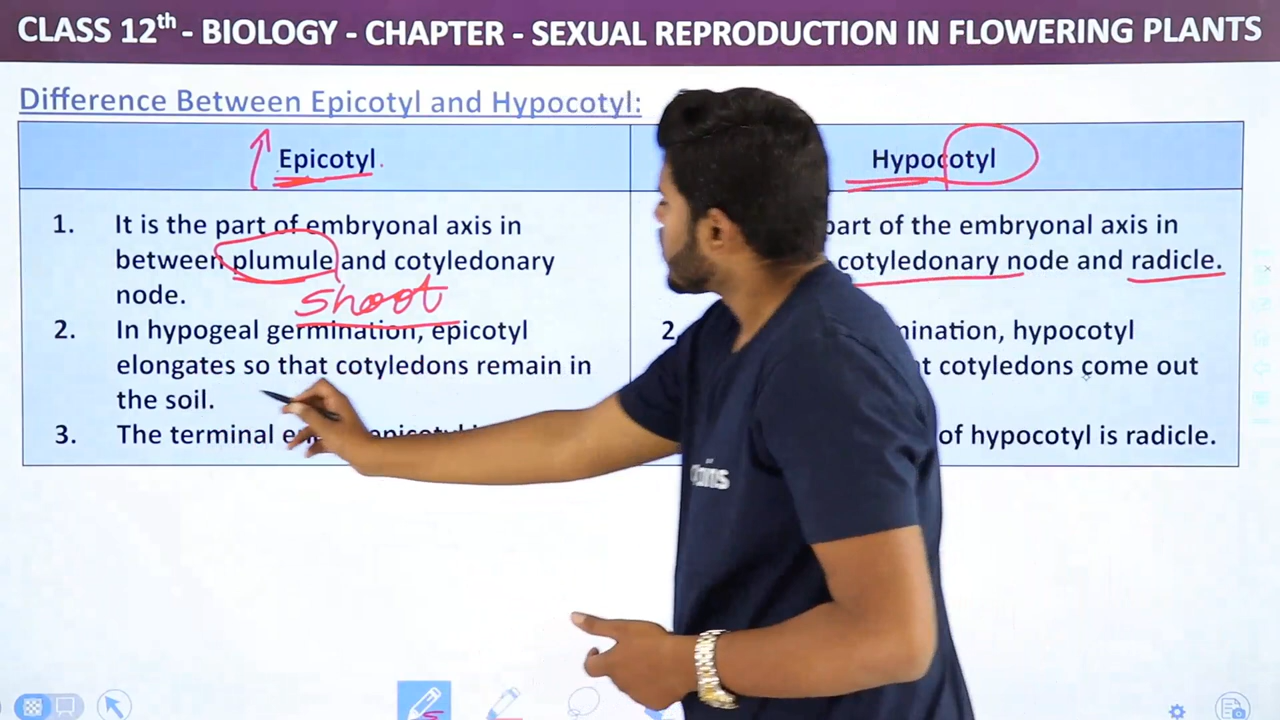 CLASS 12th - BIOLOGY - CHAPTER - SEXUAL REPRODUCTION IN FLOWERING PLANTS
Difference Between Epicotyl and Hypocotyl:
Epicotyl
1. It is the part of embryonal axis in
between plumule and cotyledonary
node.
shoot
2. In hypogeal germination, epicotyl
elongates so that cotyledons remain in
the soil.
3. The terminal
Hypocotyl
part of the embryonal axis in
cotyledonary node and radicle.
2. hypocotyl
cotyledons come out
of hypocotyl is radicle.